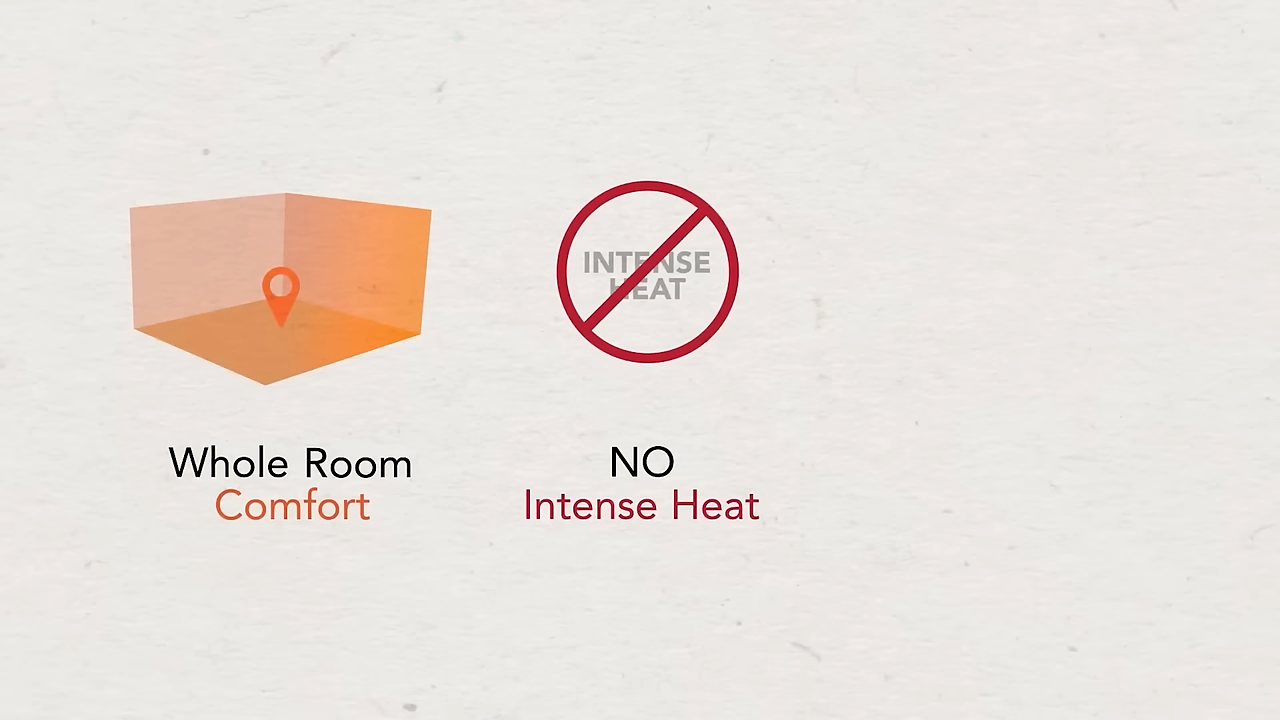 INTENSE
HEAT
Whole Room
Comfort
NO
Intense Heat